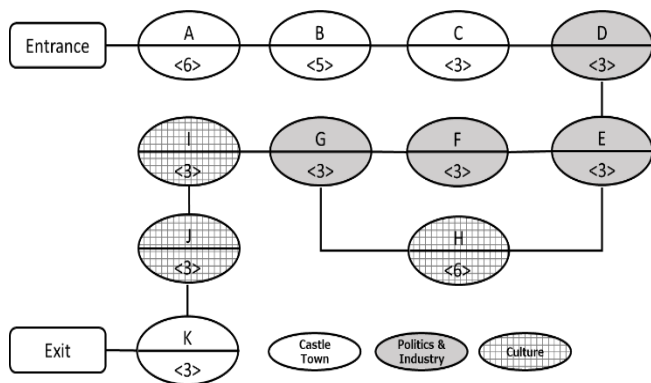 Entrance
A
<6>
B
<5>
C
<3>
D
<3>
I
<3>
G
<3>
F
<3>
E
<3>
J
<3>
H
<6>
Exit
K
<3>
Castle
Town
Politics &
Industry
Culture